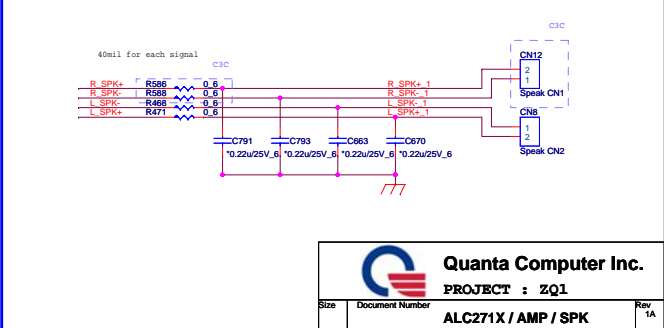 C3C
40mil for each signal
CN12
C3C
2
1
R_SPK+ R586 0_6 R_SPK+_1
R_SPK- R588 0_6 R_SPK-_1
L_SPK- R468 0_6 L_SPK-_1
L_SPK+ R471 0_6 L_SPK+_1
Speak CN1
CN8
1
2
Speak CN2
C791 C793 C663 C670
*0.22u/25V_6 *0.22u/25V_6 *0.22u/25V_6 *0.22u/25V_6
Quanta Computer Inc.
PROJECT : ZQ1
Size Document Number Rev
ALC271X / AMP / SPK 1A